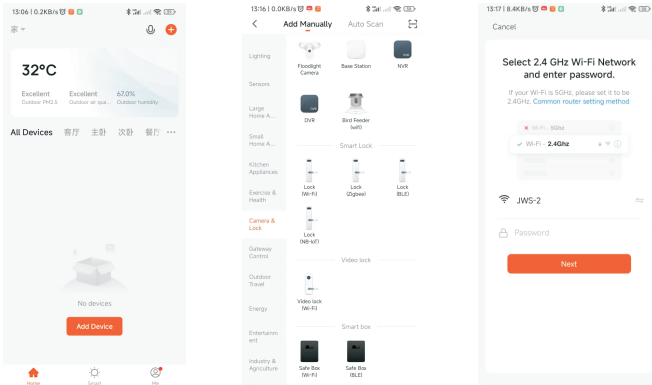 13:06 | 0.2KB/s
家
32°C
Excellent
Outdoor PM2.5
Excellent
Outdoor air qua...
67.0%
Outdoor humidity
All Devices 客厅 主卧 次卧 餐厅 ...
No devices
Add Device
Home
Smart
Me
13:16 | 0.0KB/s
Add Manually Auto Scan
Lighting
Sensors
Large
Home A...
Small
Home A...
Kitchen
Appliances
Exercise &
Health
Camera &
Lock
Gateway
Control
Outdoor
Travel
Energy
Entertainm
ent
Industry &
Agriculture
Floodlight
Camera
Base Station
NVR
DVR
Bird Feeder
(wifi)
Smart Lock
Lock
(Wi-Fi)
Lock
(Zigbee)
Lock
(BLE)
Lock
(NB-IoT)
Video lock
Video lock
(Wi-Fi)
Smart box
Safe Box
(Wi-Fi)
Safe Box
(BLE)
13:17 | 8.4KB/s
Cancel
Select 2.4 GHz Wi-Fi Network
and enter password.
If your Wi-Fi is 5GHz, please set it to be
2.4GHz. Common router setting method
Wi-Fi - 5Ghz
Wi-Fi - 2.4Ghz
JWS-2
Password
Next